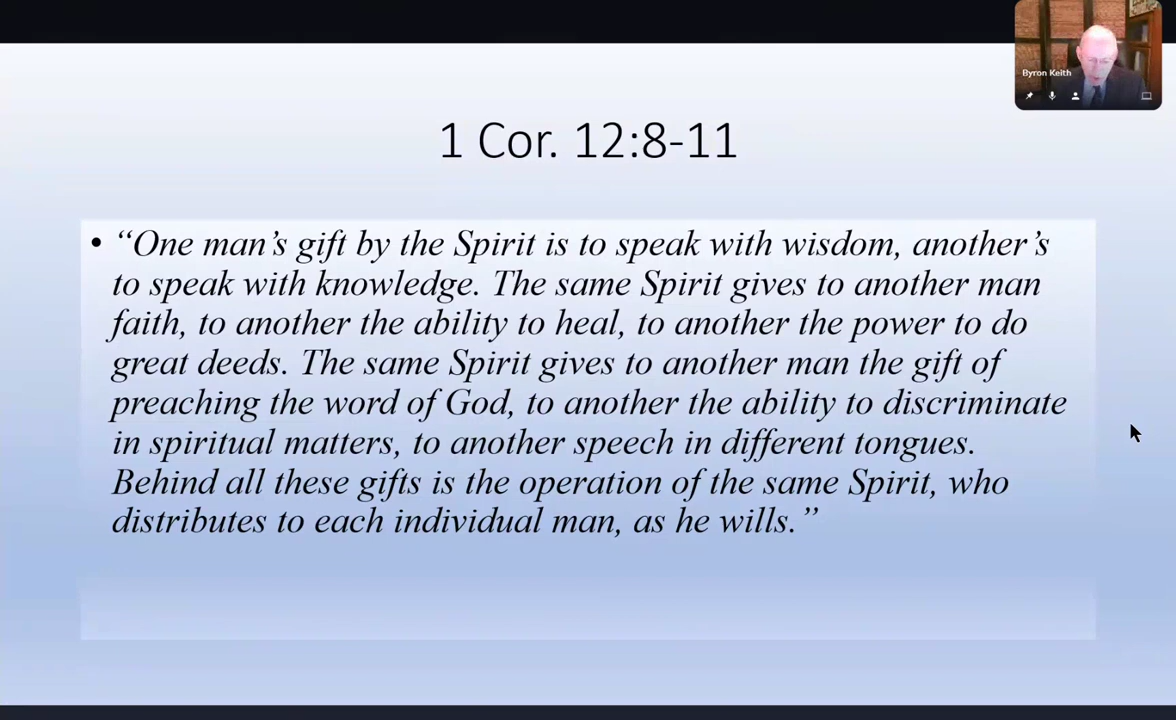 Byron Keith
1 Cor. 12:8-11
• “One man’s gift by the Spirit is to speak with wisdom, another’s
to speak with knowledge. The same Spirit gives to another man
faith, to another the ability to heal, to another the power to do
great deeds. The same Spirit gives to another man the gift of
preaching the word of God, to another the ability to discriminate
in spiritual matters, to another speech in different tongues.
Behind all these gifts is the operation of the same Spirit, who
distributes to each individual man, as he wills.”